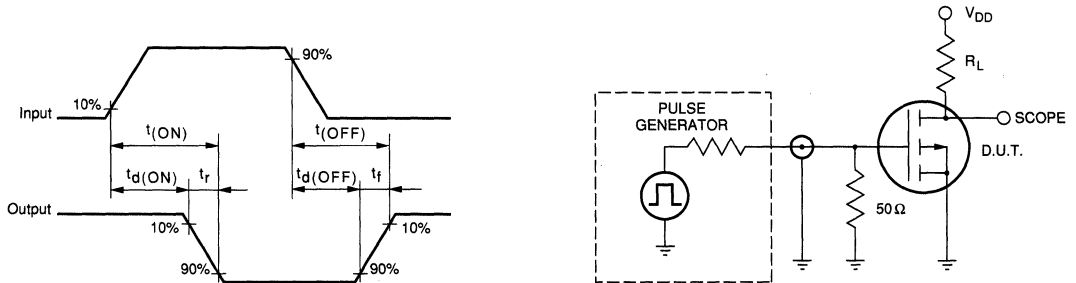 90%
Input
10%
t(ON)
t(OFF)
td(ON)
tr
td(OFF)
tf
Output
10%
10%
90%
90%
VDD
RL
PULSE
GENERATOR
SCOPE
D.U.T.
50Ω